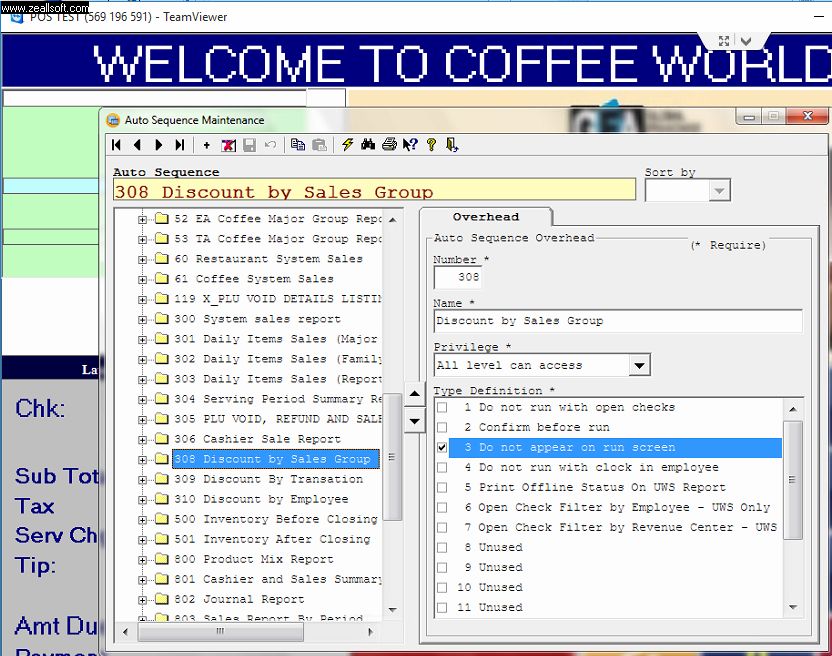 www.zeallsoft.com
POS TEST (569 196 591) - TeamViewer
WELCOME TO COFFEE WORLD
Auto Sequence Maintenance
Auto Sequence
Sort by
308 Discount by Sales Group
52 EA Coffee Major Group Repo
53 TA Coffee Major Group Repo
60 Restaurant System Sales
61 Coffee System Sales
119 X_PLU VOID DETAILS LISTIN
300 System sales report
301 Daily Items Sales (Major
302 Daily Items Sales (Family
303 Daily Items Sales (Report
304 Serving Period Summary Re
305 PLU VOID, REFUND AND SALE
306 Cashier Sale Report
308 Discount by Sales Group
309 Discount By Transation
310 Discount by Employee
500 Inventory Before Closing
501 Inventory After Closing
800 Product Mix Report
801 Cashier and Sales Summary
802 Journal Report
803 Sales Report By Period
Overhead
Auto Sequence Overhead
(* Require)
Number *
308
Name *
Discount by Sales Group
Privilege *
All level can access
Type Definition *
1 Do not run with open checks
2 Confirm before run
3 Do not appear on run screen
4 Do not run with clock in employee
5 Print Offline Status On UWS Report
6 Open Check Filter by Employee - UWS Only
7 Open Check Filter by Revenue Center - UWS
8 Unused
9 Unused
10 Unused
11 Unused
La
Chk:
Sub Tot
Tax
Serv Ch
Tip:
Amt Du